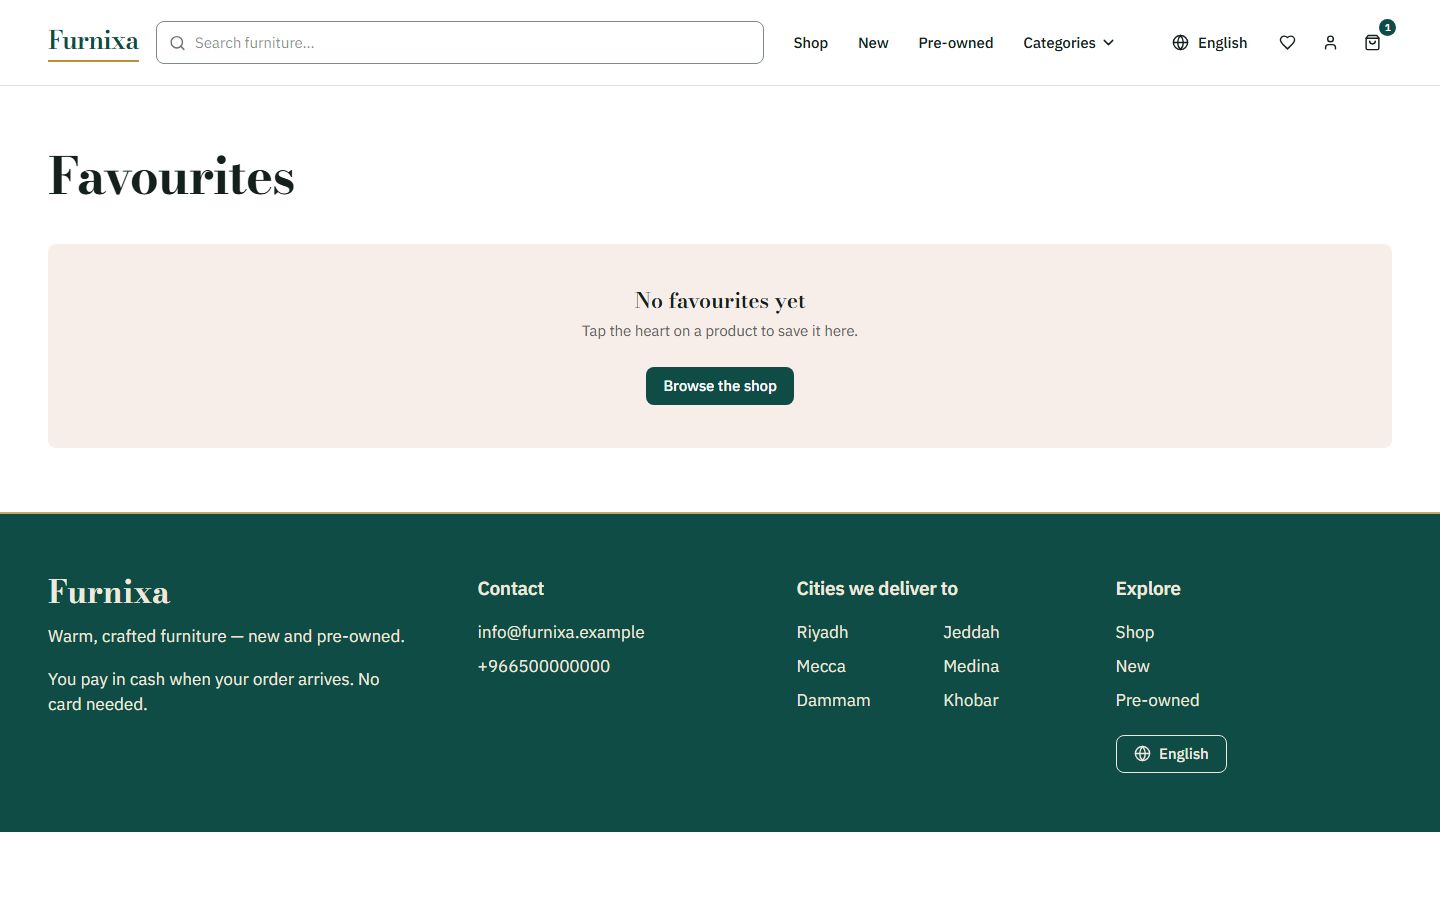 Furnixa
Search furniture...
Shop
New
Pre-owned
Categories
English
1
Favourites
No favourites yet
Tap the heart on a product to save it here.
Browse the shop
Furnixa
Warm, crafted furniture — new and pre-owned.
You pay in cash when your order arrives. No
card needed.
Contact
info@furnixa.example
+966500000000
Cities we deliver to
Riyadh
Jeddah
Mecca
Medina
Dammam
Khobar
Explore
Shop
New
Pre-owned
English